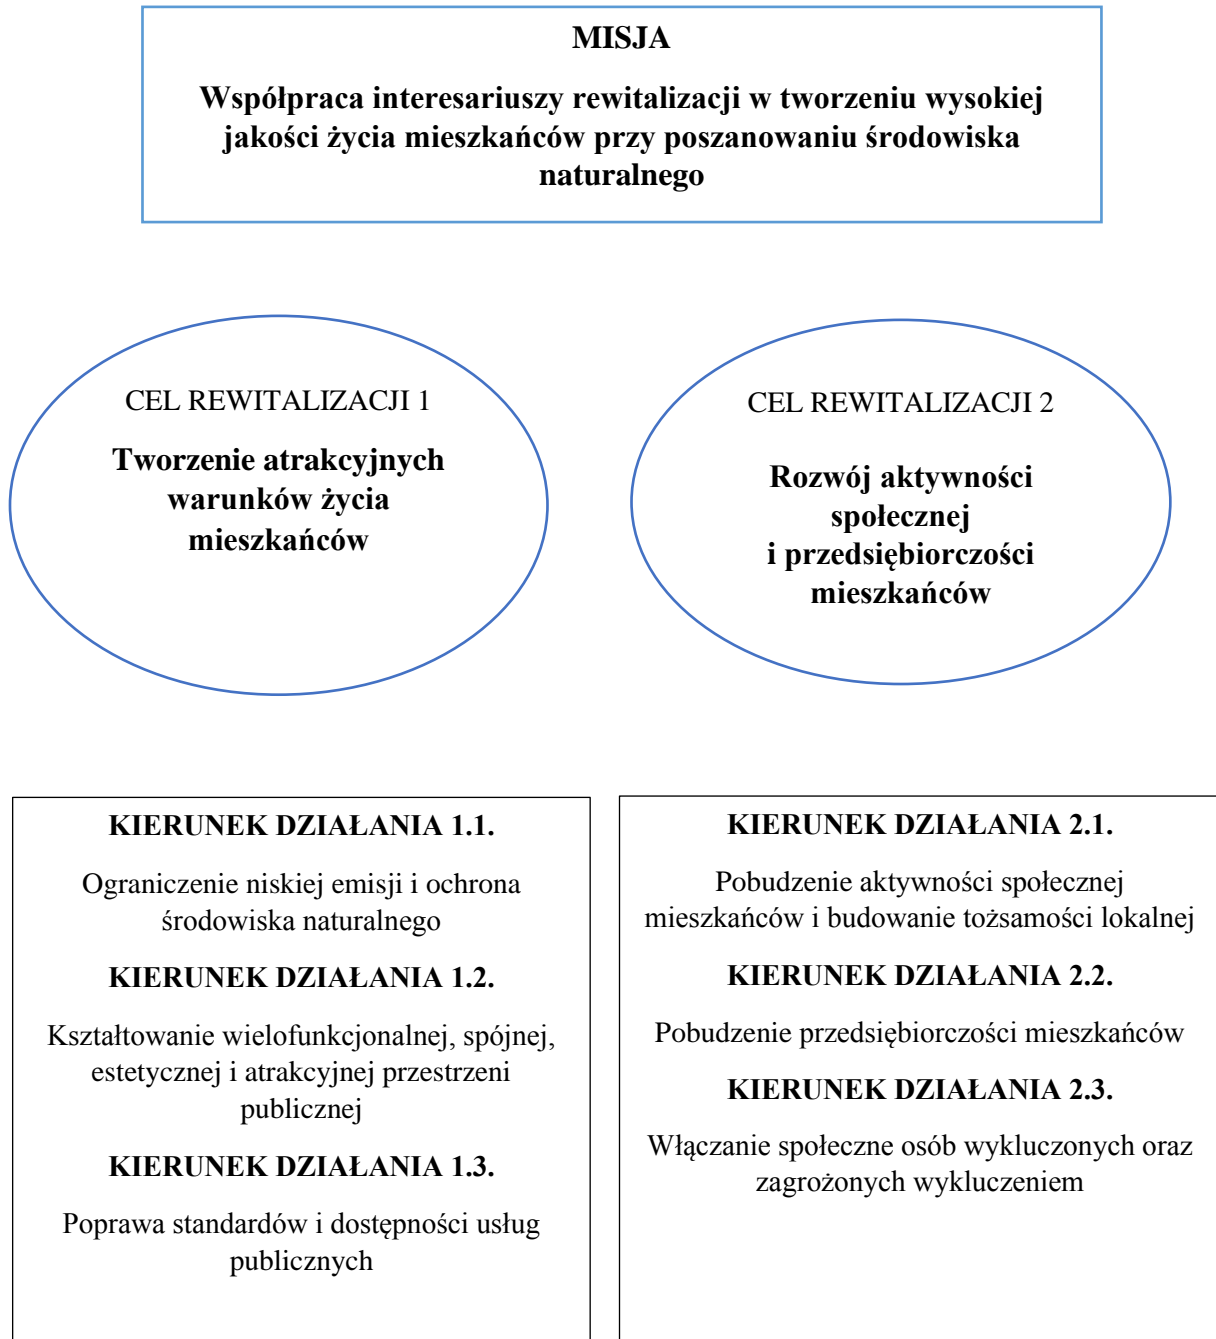 MISJA
Współpraca interesariuszy rewitalizacji w tworzeniu wysokiej
jakości życia mieszkańców przy poszanowaniu środowiska
naturalnego
CEL REWITALIZACJI 1
Tworzenie atrakcyjnych
warunków życia
mieszkańców
CEL REWITALIZACJI 2
Rozwój aktywności
społecznej
i przedsiębiorczości
mieszkańców
KIERUNEK DZIAŁANIA 1.1.
Ograniczenie niskiej emisji i ochrona
środowiska naturalnego
KIERUNEK DZIAŁANIA 1.2.
Kształtowanie wielofunkcjonalnej, spójnej,
estetycznej i atrakcyjnej przestrzeni
publicznej
KIERUNEK DZIAŁANIA 1.3.
Poprawa standardów i dostępności usług
publicznych
KIERUNEK DZIAŁANIA 2.1.
Pobudzenie aktywności społecznej
mieszkańców i budowanie tożsamości lokalnej
KIERUNEK DZIAŁANIA 2.2.
Pobudzenie przedsiębiorczości mieszkańców
KIERUNEK DZIAŁANIA 2.3.
Włączanie społeczne osób wykluczonych oraz
zagrożonych wykluczeniem